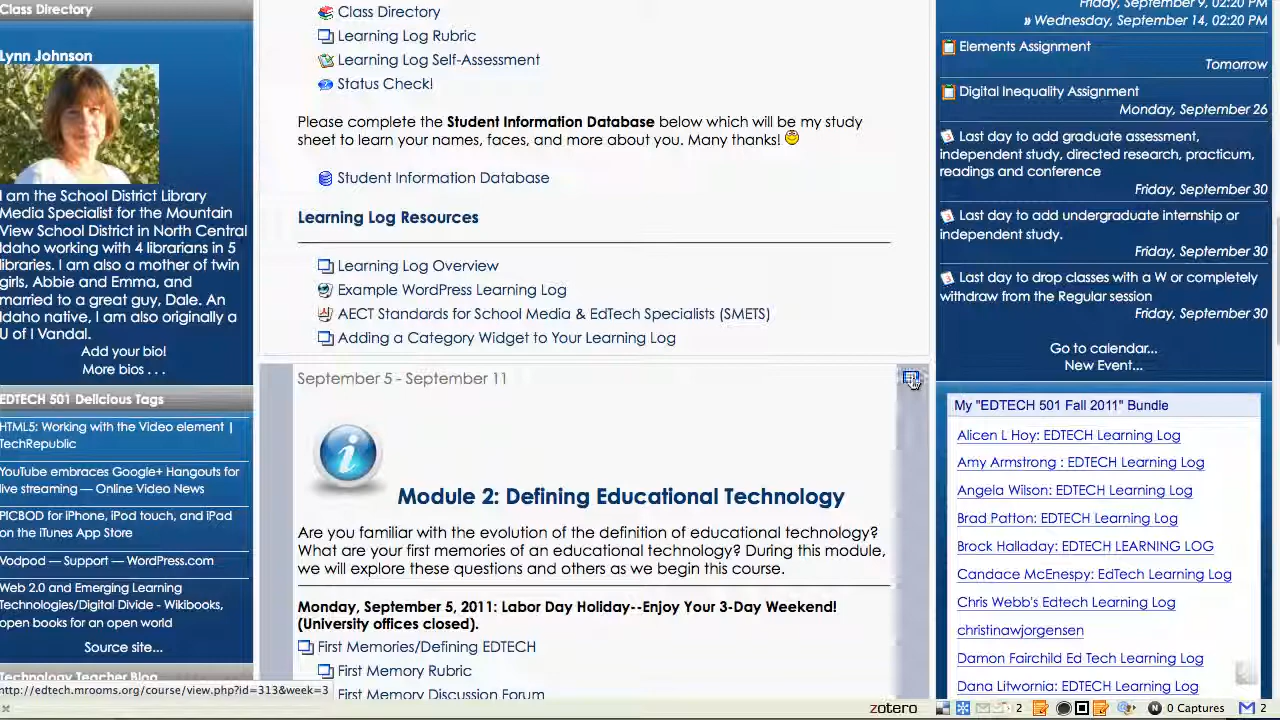 Class Directory
Lynn Johnson
I am the School District Library
Media Specialist for the Mountain
View School District in North Central
Idaho working with 4 librarians in 5
libraries. I am also a mother of twin
girls, Abbie and Emma, and
married to a great guy, Dale. An
Idaho native, I am also originally a
U of I Vandal.
Add your bio!
More bios . . .
EDTECH 501 Delicious Tags
HTML5: Working with the Video element |
TechRepublic
YouTube embraces Google+ Hangouts for
live streaming — Online Video News
PICBOD for iPhone, iPod touch, and iPad
on the iTunes App Store
Vodpod — Support — WordPress.com
Web 2.0 and Emerging Learning
Technologies/Digital Divide - Wikibooks,
open books for an open world
Source site...
Technology Teacher Blog
http://edtech.mrooms.org/course/view.php?id=313&week=3
Class Directory
Learning Log Rubric
Learning Log Self-Assessment
Status Check!
Please complete the Student Information Database below which will be my study
sheet to learn your names, faces, and more about you. Many thanks!
Student Information Database
Learning Log Resources
Learning Log Overview
Example WordPress Learning Log
AECT Standards for School Media & EdTech Specialists (SMETS)
Adding a Category Widget to Your Learning Log
September 5 - September 11
Module 2: Defining Educational Technology
Are you familiar with the evolution of the definition of educational technology?
What are your first memories of an educational technology? During this module,
we will explore these questions and others as we begin this course.
Monday, September 5, 2011: Labor Day Holiday--Enjoy Your 3-Day Weekend!
(University offices closed).
First Memories/Defining EDTECH
First Memory Rubric
First Memory Discussion Forum
Friday, September 9, 02:20 PM
» Wednesday, September 14, 02:20 PM
Elements Assignment
Tomorrow
Digital Inequality Assignment
Monday, September 26
Last day to add graduate assessment,
independent study, directed research, practicum,
readings and conference
Friday, September 30
Last day to add undergraduate internship or
independent study.
Friday, September 30
Last day to drop classes with a W or completely
withdraw from the Regular session
Friday, September 30
Go to calendar...
New Event...
My "EDTECH 501 Fall 2011" Bundle
Alicen L Hoy: EDTECH Learning Log
Amy Armstrong : EDTECH Learning Log
Angela Wilson: EDTECH Learning Log
Brad Patton: EDTECH Learning Log
Brock Halladay: EDTECH LEARNING LOG
Candace McEnespy: EdTech Learning Log
Chris Webb's Edtech Learning Log
christinawjorgensen
Damon Fairchild Ed Tech Learning Log
Dana Litwornia: EDTECH Learning Log
zotero
2
0 Captures
2